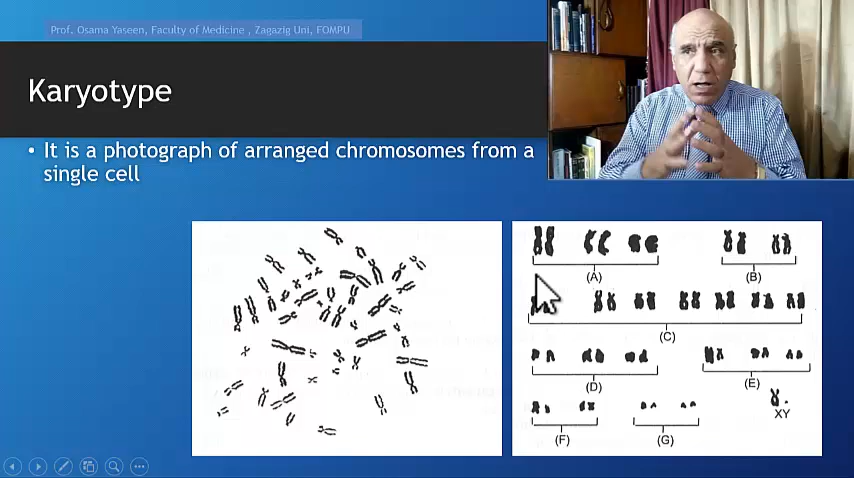 Prof. Osama Yaseen, Faculty of Medicine , Zagazig Uni, FOMPU
Karyotype
• It is a photograph of arranged chromosomes from a
single cell
(A)
(B)
(C)
(D)
(E)
XY
(F)
(G)